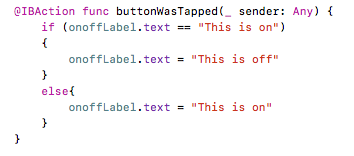 @IBAction func buttonWasTapped(_ sender: Any) {
    if (onoffLabel.text == "This is on")
    {
        onoffLabel.text = "This is off"
    }
    else{
        onoffLabel.text = "This is on"
    }
}